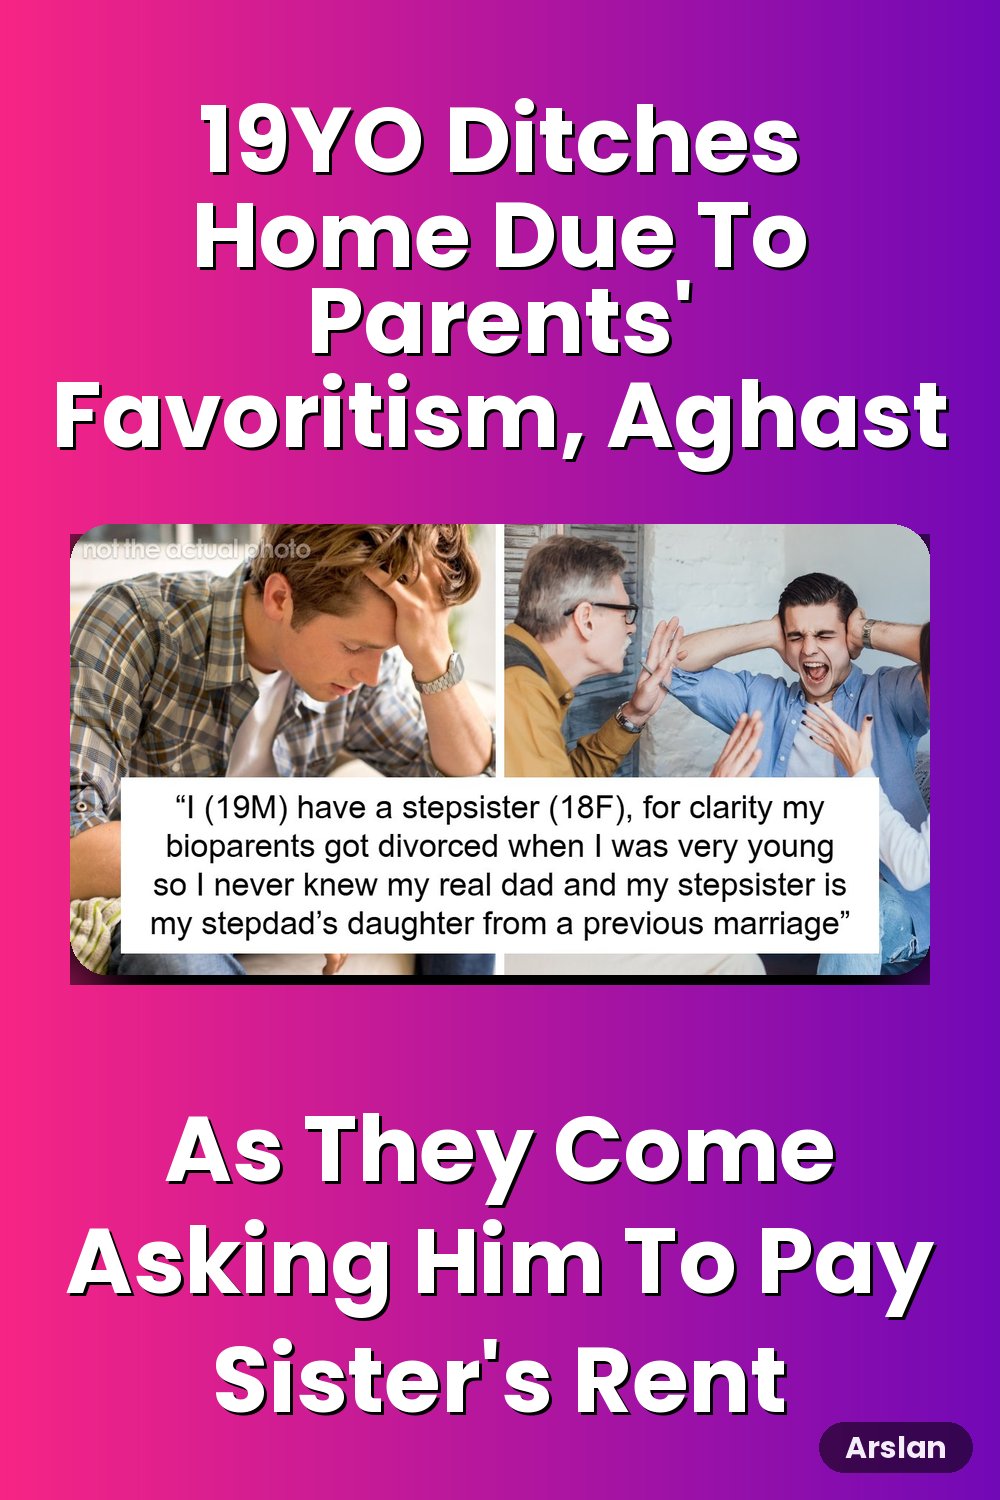 19YO Ditches
Home Due To
Parents'
Favoritism, Aghast
not the actual photo
“I (19M) have a stepsister (18F), for clarity my
bioparents got divorced when I was very young
so I never knew my real dad and my stepsister is
my stepdad’s daughter from a previous marriage”
As They Come
Asking Him To Pay
Sister's Rent
Arslan